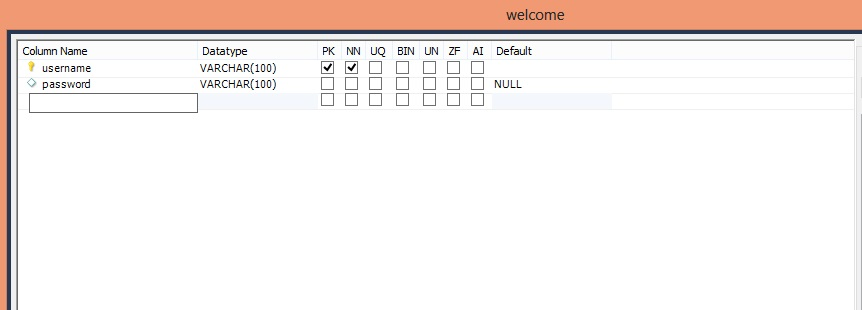 welcome
Column Name Datatype PK NN UQ BIN UN ZF AI Default
username VARCHAR(100)
password VARCHAR(100) NULL